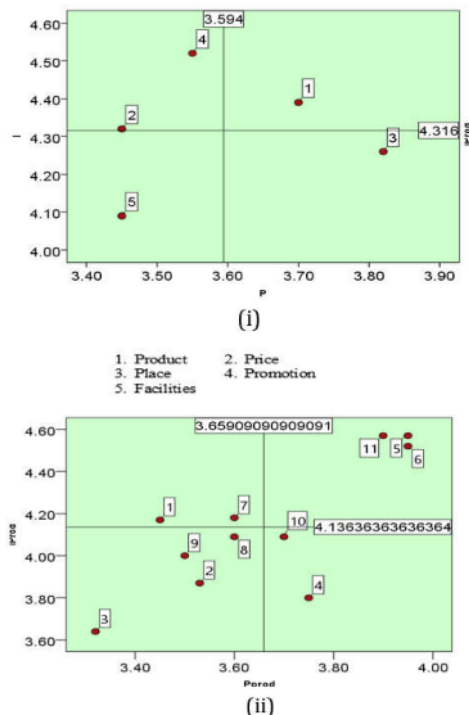 4.60
3.594
4
4.50
4.40
1
I
4.30
2
4.316
3
4.20
4.10
5
4.00
3.40 3.50 3.60 3.70 3.80 3.90
P
(i)
1. Product 2. Price
3. Place 4. Promotion
5. Facilities
3.65909090909091
4.60
11 5 6
4.40
4.20
1 7
10 4.13636363636364
IProd
4.00
9 8
2
3.80
4
3.60
3
3.40 3.60 3.80 4.00
Pprod
(ii)